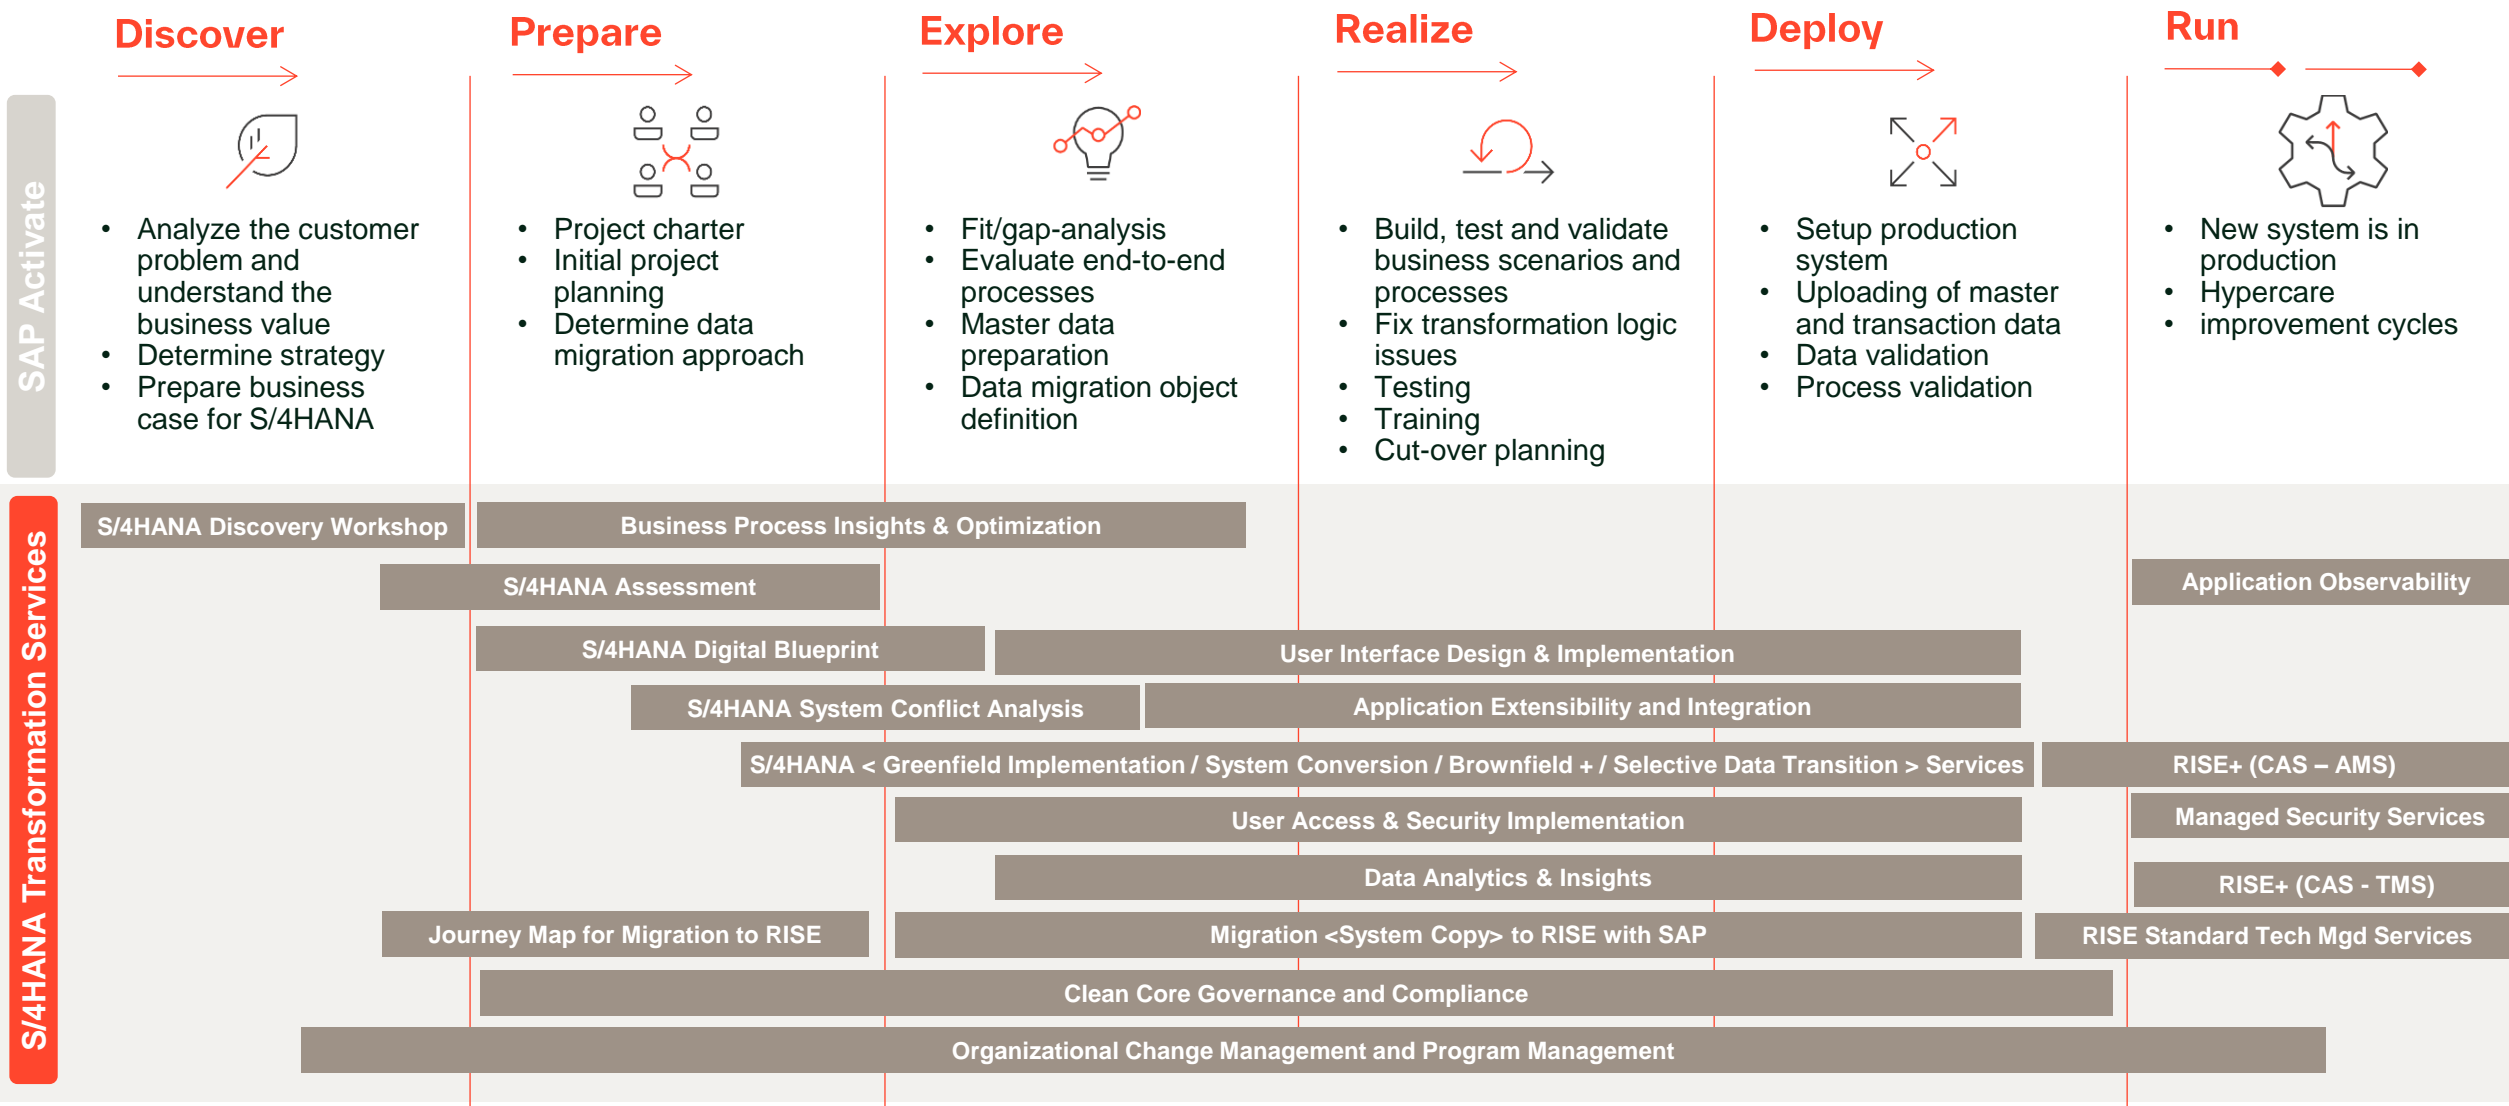 Discover
Prepare
Explore
Realize
Deploy
Run
SAP Activate
• Analyze the customer
problem and
understand the
business value
• Determine strategy
• Prepare business
case for S/4HANA
• Project charter
• Initial project
planning
• Determine data
migration approach
• Fit/gap-analysis
• Evaluate end-to-end
processes
• Master data
preparation
• Data migration object
definition
• Build, test and validate
business scenarios and
processes
• Fix transformation logic
issues
• Testing
• Training
• Cut-over planning
• Setup production
system
• Uploading of master
and transaction data
• Data validation
• Process validation
• New system is in
production
• Hypercare
• improvement cycles
S/4HANA Transformation Services
S/4HANA Discovery Workshop
Business Process Insights & Optimization
S/4HANA Assessment
Application Observability
S/4HANA Digital Blueprint
User Interface Design & Implementation
S/4HANA System Conflict Analysis
Application Extensibility and Integration
S/4HANA < Greenfield Implementation / System Conversion / Brownfield + / Selective Data Transition > Services
RISE+ (CAS – AMS)
User Access & Security Implementation
Managed Security Services
Data Analytics & Insights
RISE+ (CAS - TMS)
Journey Map for Migration to RISE
Migration <System Copy> to RISE with SAP
RISE Standard Tech Mgd Services
Clean Core Governance and Compliance
Organizational Change Management and Program Management